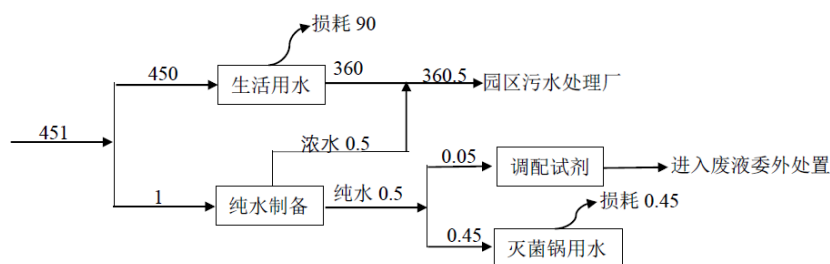 损耗 90
450
生活用水
360
360.5
园区污水处理厂
451
浓水 0.5
0.05
调配试剂
进入废液委外处置
1
纯水制备
纯水 0.5
损耗 0.45
0.45
灭菌锅用水